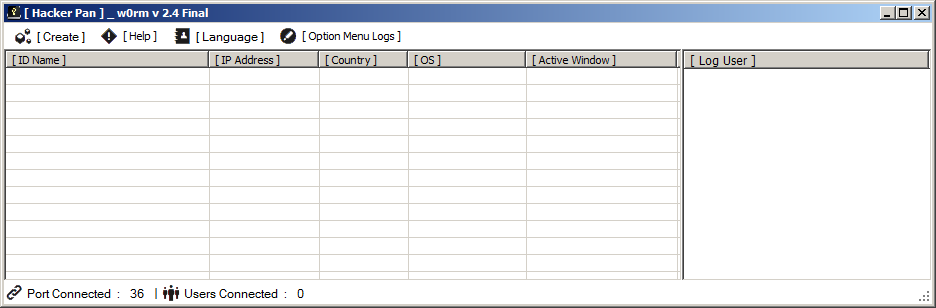 [ Hacker Pan ] _ w0rm v 2.4 Final
[ Create ] [ Help ] [ Language ] [ Option Menu Logs ]
[ ID Name ] [ IP Address ] [ Country ] [ OS ] [ Active Window ] [ Log User ]
Port Connected : 36 | Users Connected : 0